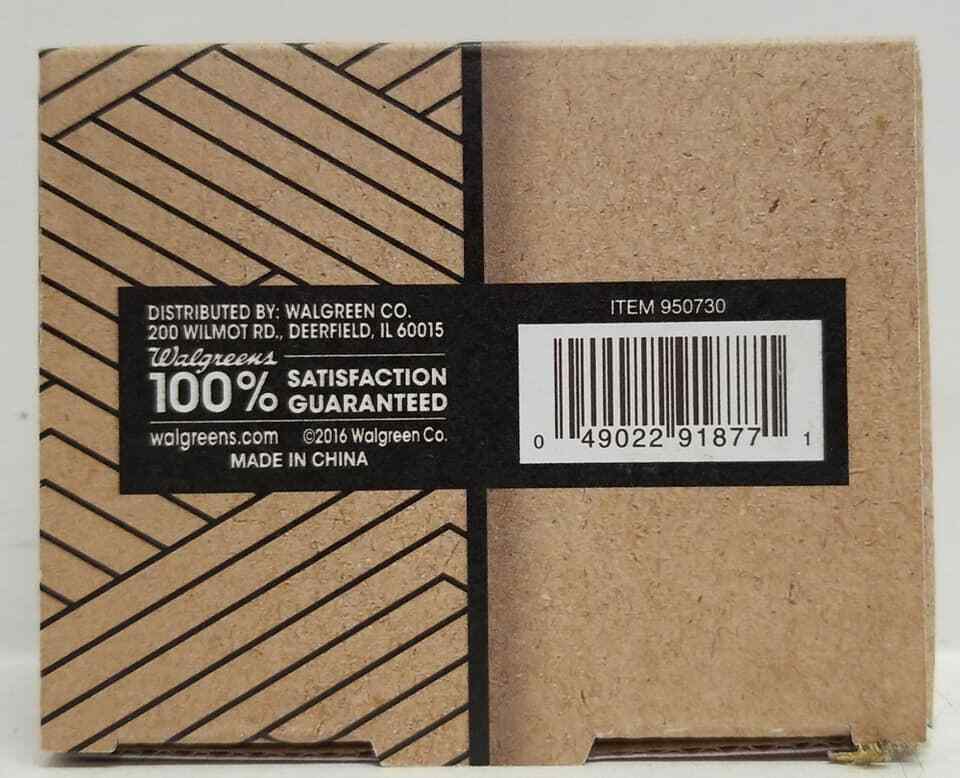 DISTRIBUTED BY: WALGREEN CO.
200 WILMOT RD., DEERFIELD, IL 60015
Walgreens
100% SATISFACTION GUARANTEED
walgreens.com ©2016 Walgreen Co.
MADE IN CHINA
ITEM 950730
0 49022 91877 1